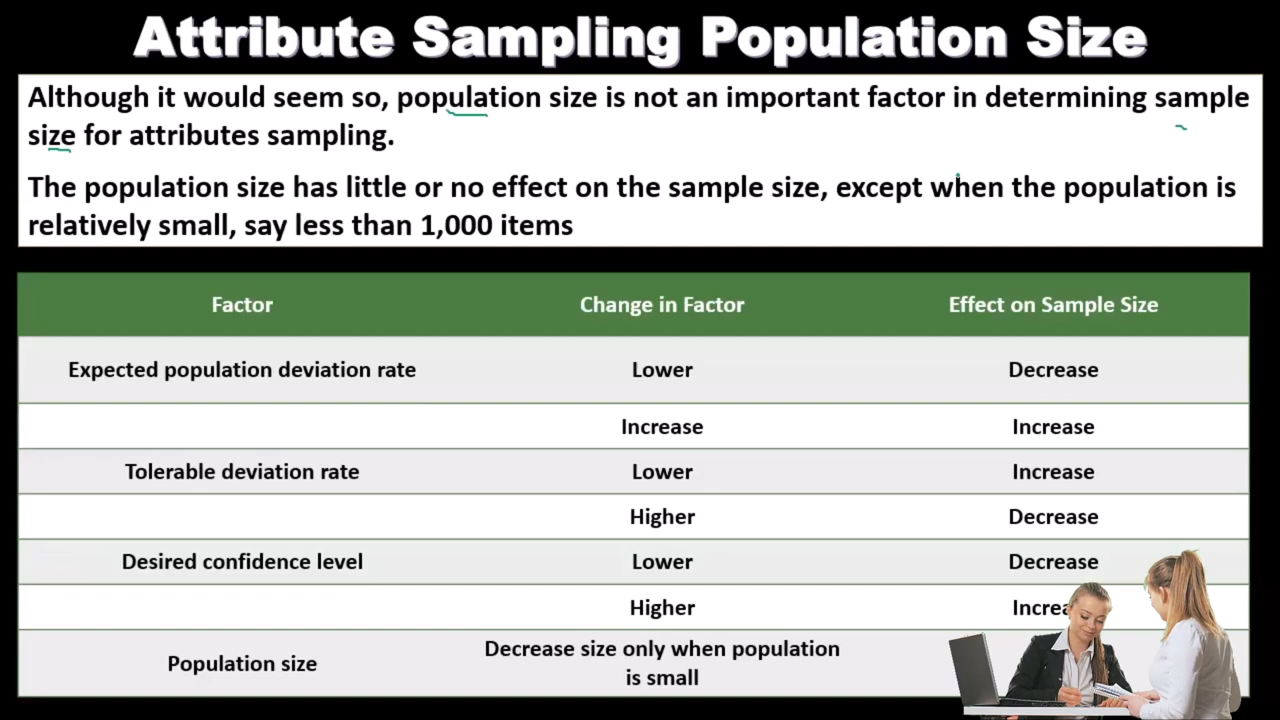 Attribute Sampling Population Size
Although it would seem so, population size is not an important factor in determining sample
size for attributes sampling.
The population size has little or no effect on the sample size, except when the population is
relatively small, say less than 1,000 items
Factor Change in Factor Effect on Sample Size
Expected population deviation rate Lower Decrease
Increase Increase
Tolerable deviation rate Lower Increase
Higher Decrease
Desired confidence level Lower Decrease
Higher
Decrease size only when population
Population size
is small